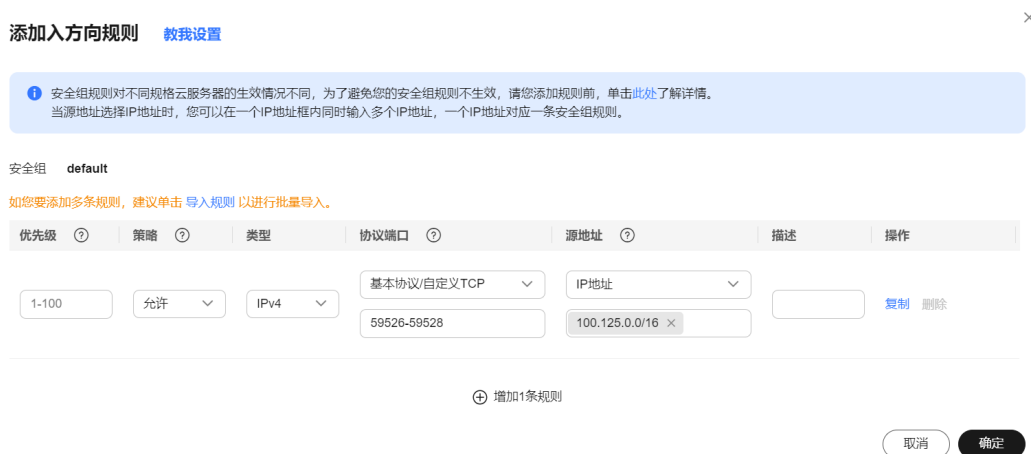 添加入方向规则 教我设置
安全组规则对不同规格云服务器的生效情况不同，为了避免您的安全组规则不生效，请您添加规则前，单击此处了解详情。
当源地址选择IP地址时，您可以在一个IP地址框内同时输入多个IP地址，一个IP地址对应一条安全组规则。
安全组 default
如您要添加多条规则，建议单击 导入规则 以进行批量导入。
优先级 策略 类型 协议端口 源地址 描述 操作
基本协议/自定义TCP IP地址
1-100 允许 IPv4 复制 删除
59526-59528 100.125.0.0/16
增加1条规则
取消 确定